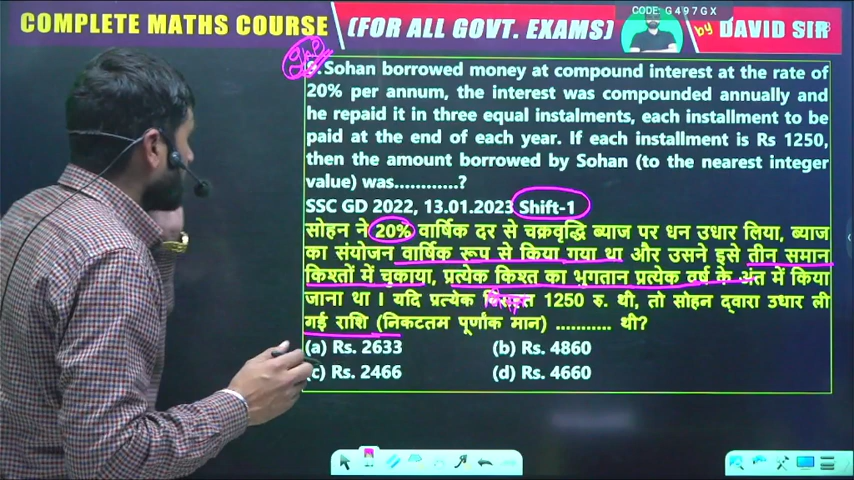 CODE: G497GX
COMPLETE MATHS COURSE (FOR ALL GOVT. EXAMS) by DAVID SIR
.Sohan borrowed money at compound interest at the rate of
20% per annum, the interest was compounded annually and
he repaid it in three equal instalments, each installment to be
paid at the end of each year. If each installment is Rs 1250,
then the amount borrowed by Sohan (to the nearest integer
value) was............?
SSC GD 2022, 13.01.2023 Shift-1
सोहन ने 20% वार्षिक दर से चक्रवृद्धि ब्याज पर धन उधार लिया, ब्याज
का संयोजन वार्षिक रूप से किया गया था और उसने इसे तीन समान
किश्तों में चुकाया, प्रत्येक किश्त का भुगतान प्रत्येक वर्ष के अंत में किया
जाना था । यदि प्रत्येक 1250 रु. थी, तो सोहन द्वारा उधार ली
गई राशि (निकटतम पूर्णांक मान) ........... थी?
(a) Rs. 2633 (b) Rs. 4860
(c) Rs. 2466 (d) Rs. 4660